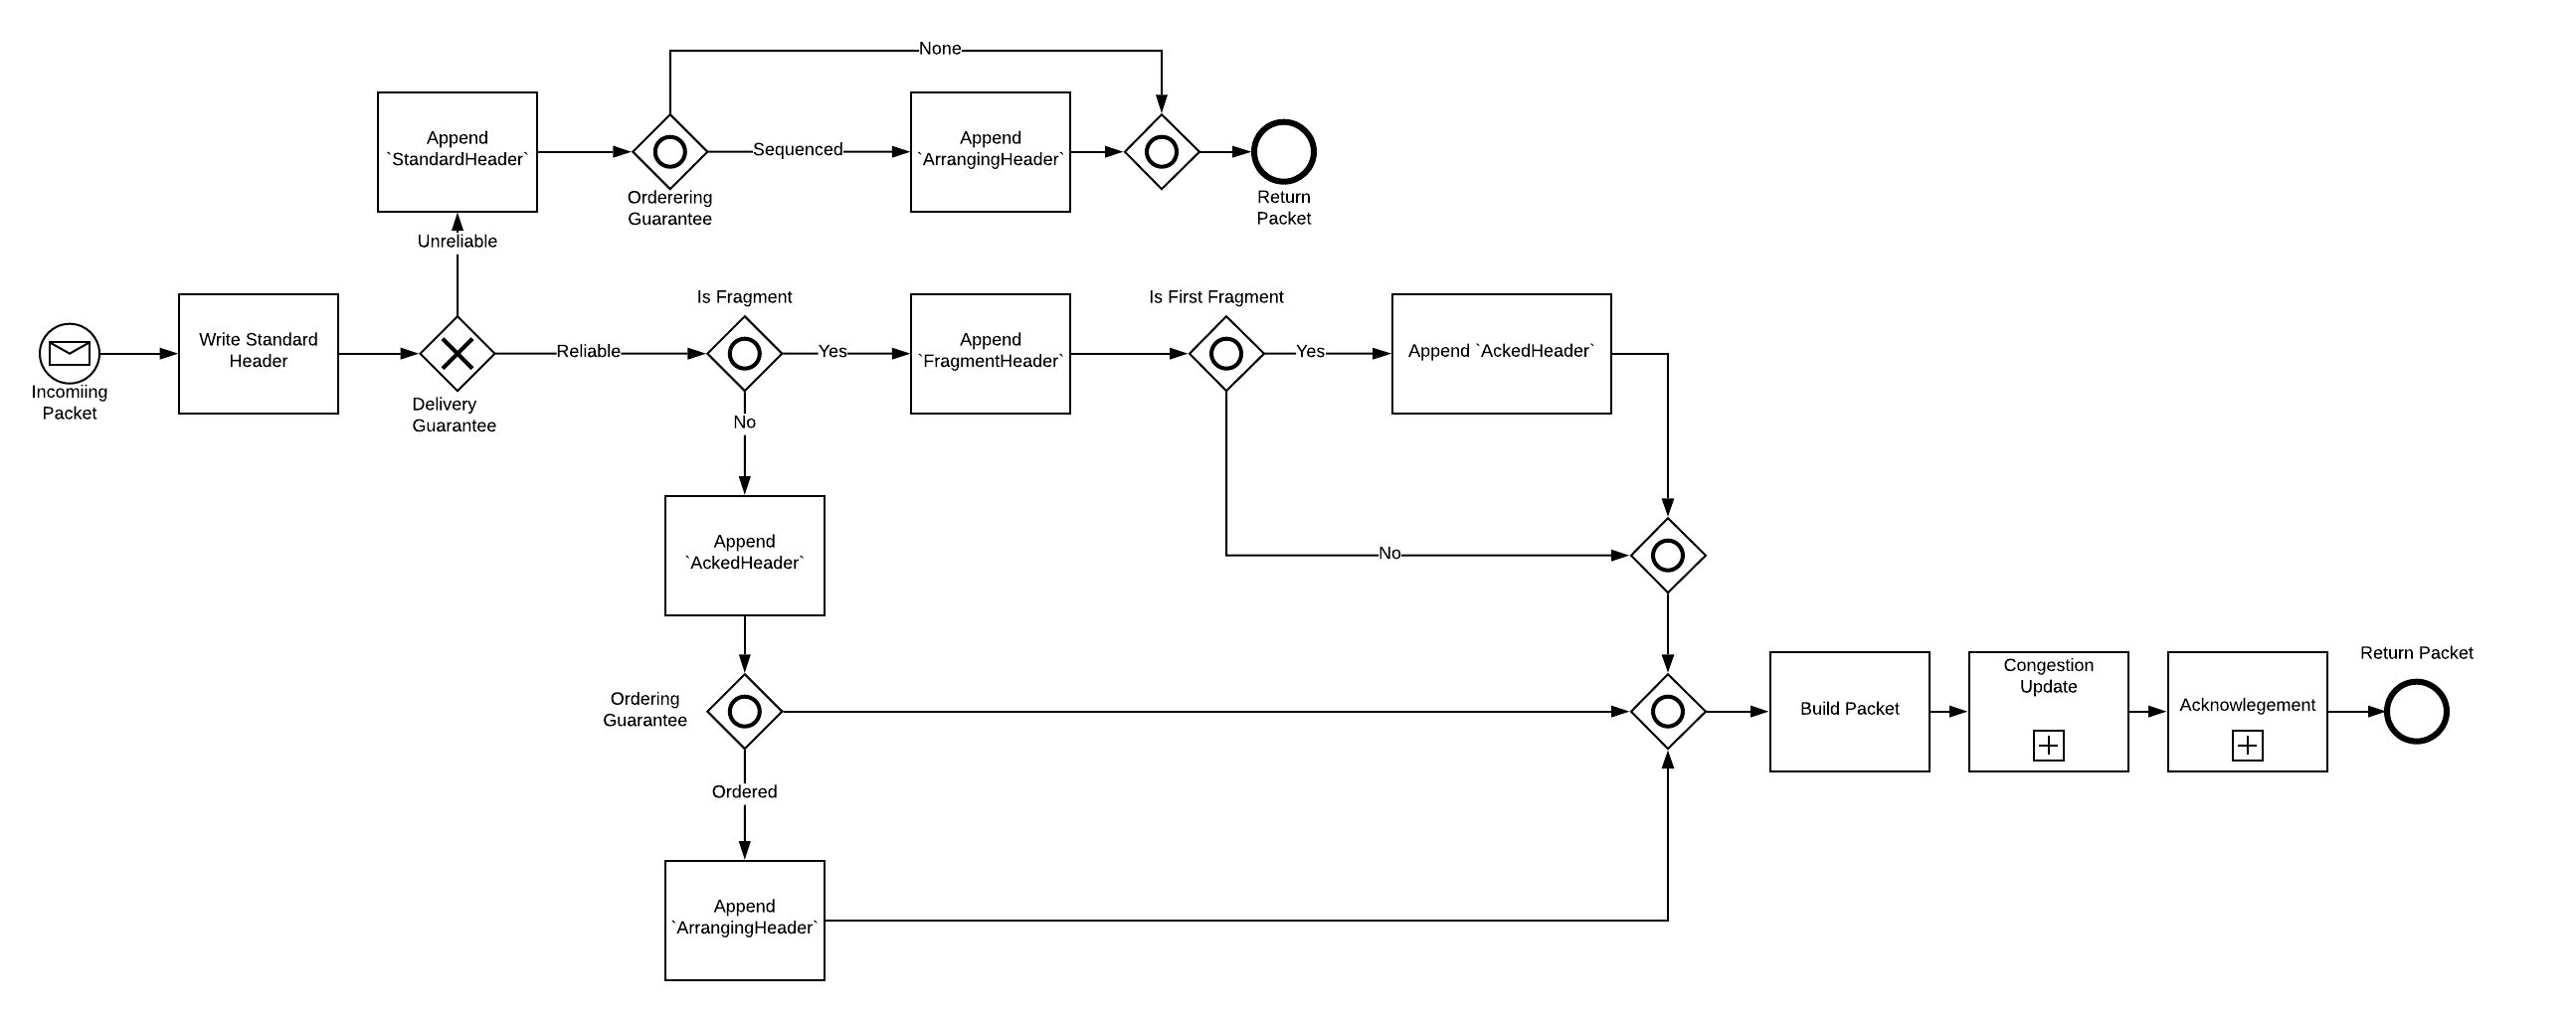 None
Append
`StandardHeader`
Sequenced
Append
`ArrangingHeader`
Orderering
Guarantee
Return
Packet
Unreliable
Incomiing
Packet
Write Standard
Header
Delivery
Guarantee
Reliable
Is Fragment
Yes
Append
`FragmentHeader`
Is First Fragment
Yes
Append `AckedHeader`
No
Append
`AckedHeader`
No
Ordering
Guarantee
Ordered
Append
`ArrangingHeader`
Build Packet
Congestion
Update
Acknowlegement
Return Packet